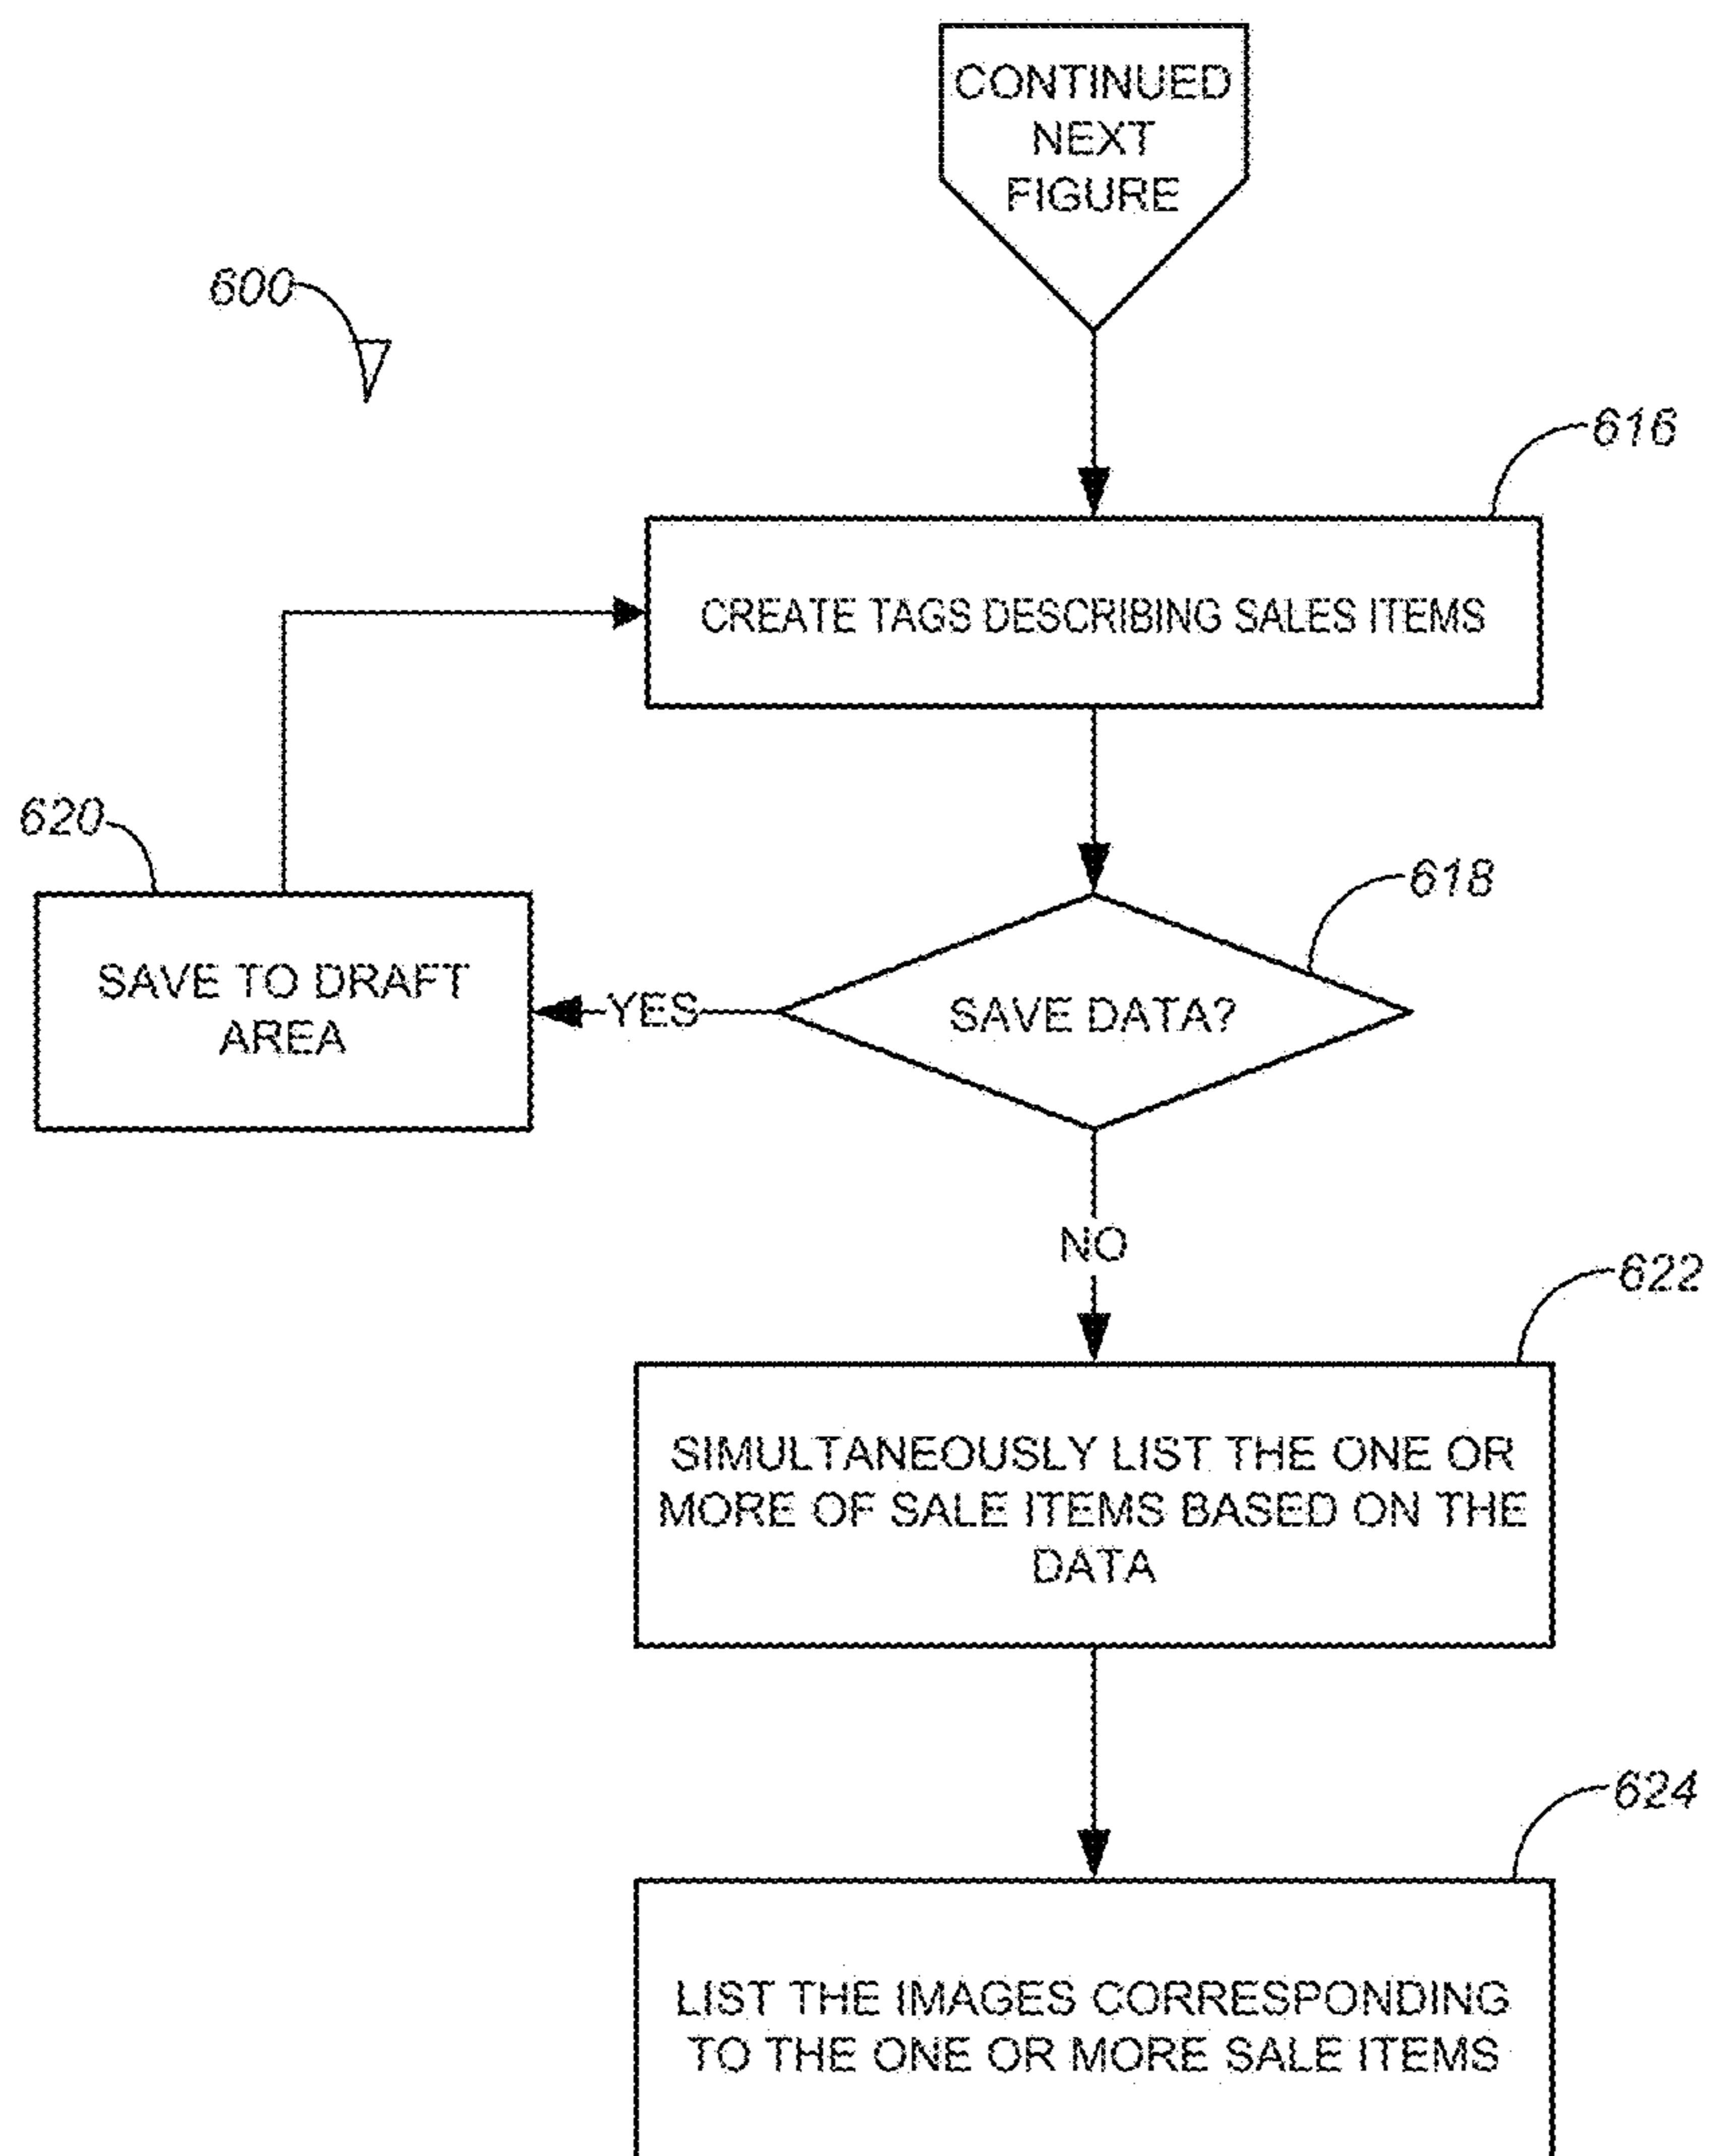 CONTINUED
NEXT
FIGURE
600
616
CREATE TAGS DESCRIBING SALES ITEMS
620
618
SAVE TO DRAFT
AREA
YES
SAVE DATA?
NO
622
SIMULTANEOUSLY LIST THE ONE OR
MORE OF SALE ITEMS BASED ON THE
DATA
624
LIST THE IMAGES CORRESPONDING
TO THE ONE OR MORE SALE ITEMS